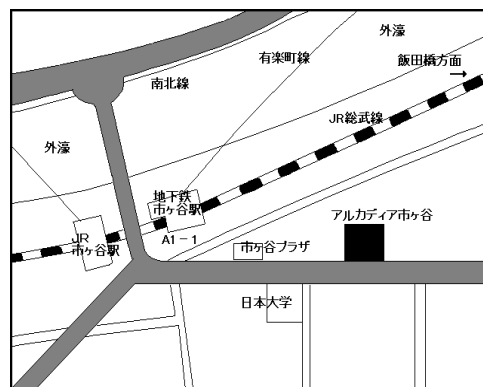 外濠
有楽町線
飯田橋方面
南北線
JR総武線
外濠
地下鉄
市ヶ谷駅
アルカディア市ヶ谷
JR
市ヶ谷駅
A1－1
市ヶ谷プラザ
日本大学